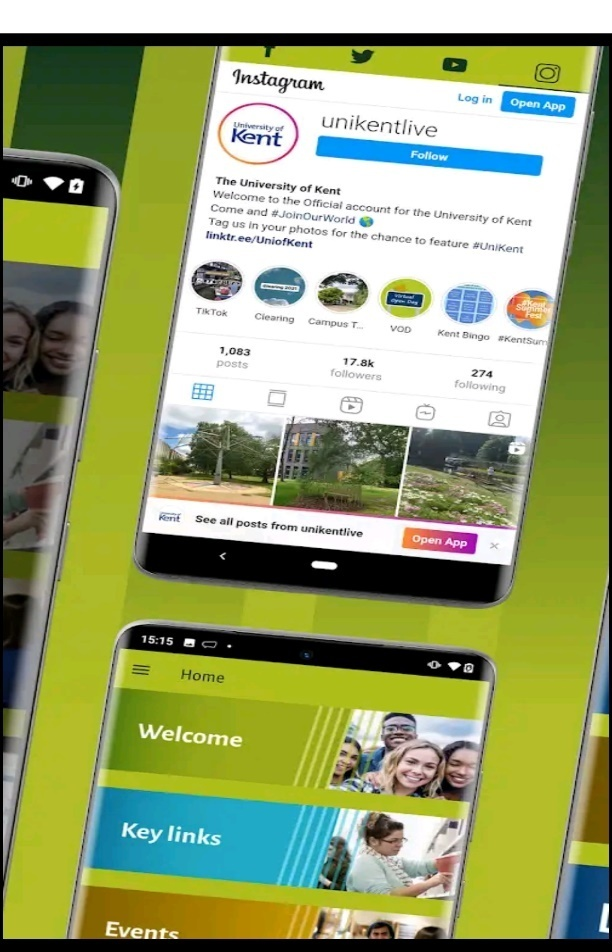 Instagram
Log in
Open App
University of
Kent
unikentlive
Follow
The University of Kent
Welcome to the Official account for the University of Kent
Come and #JoinOurWorld 🌎
Tag us in your photos for the chance to feature #UniKent
linktr.ee/UniofKent
Clearing 2021
Virtual
Open Day
#Kent
Summer
Fest
TikTok
Clearing
Campus T...
VOD
Kent Bingo
#KentSum
1,083
posts
17.8k
followers
274
following
University of
Kent
See all posts from unikentlive
Open App
15:15
Home
Welcome
Key links
Events